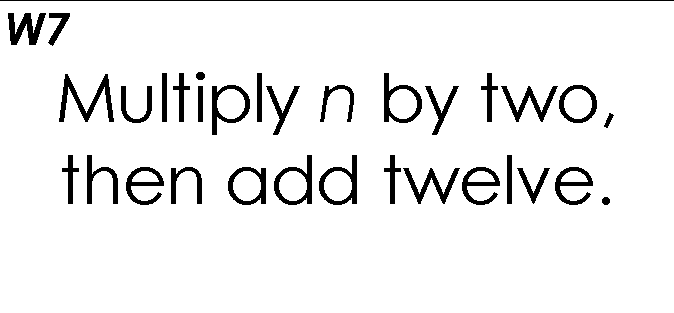 W7
Multiply n by two,
then add twelve.